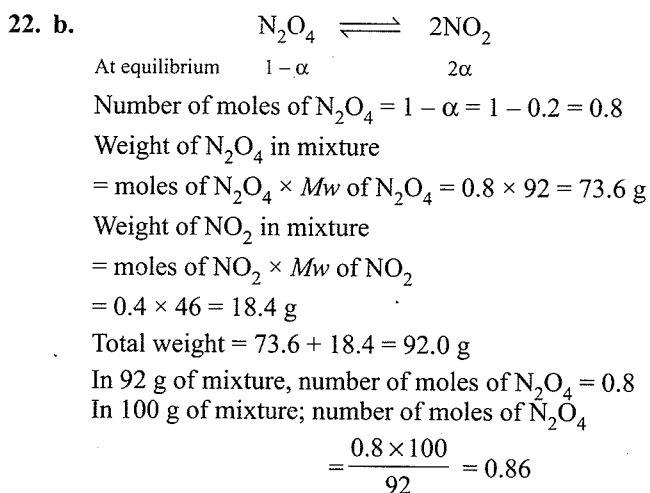 22. b. N₂O₄ ⇌ 2NO₂
At equilibrium 1 – α 2α
Number of moles of N₂O₄ = 1 – α = 1 – 0.2 = 0.8
Weight of N₂O₄ in mixture
= moles of N₂O₄ × Mw of N₂O₄ = 0.8 × 92 = 73.6 g
Weight of NO₂ in mixture
= moles of NO₂ × Mw of NO₂
= 0.4 × 46 = 18.4 g
Total weight = 73.6 + 18.4 = 92.0 g
In 92 g of mixture, number of moles of N₂O₄ = 0.8
In 100 g of mixture; number of moles of N₂O₄
= (0.8 × 100)/92 = 0.86